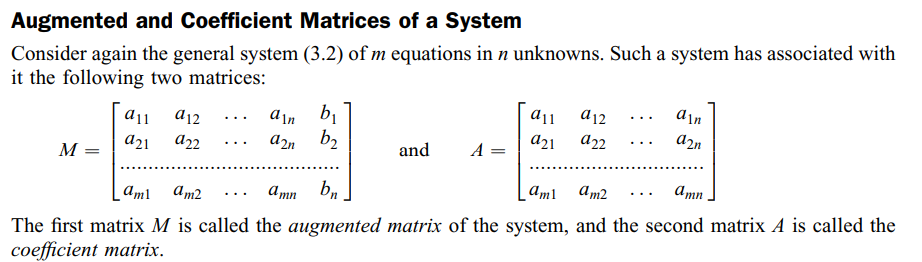 Augmented and Coefficient Matrices of a System
Consider again the general system (3.2) of m equations in n unknowns. Such a system has associated with
it the following two matrices:
M = [ a₁₁ a₁₂ ... a₁ₙ b₁ ; a₂₁ a₂₂ ... a₂ₙ b₂ ; ........................................ ; aₘ₁ aₘ₂ ... aₘₙ bₙ ] and A = [ a₁₁ a₁₂ ... a₁ₙ ; a₂₁ a₂₂ ... a₂ₙ ; ................................ ; aₘ₁ aₘ₂ ... aₘₙ ]
The first matrix M is called the augmented matrix of the system, and the second matrix A is called the
coefficient matrix.